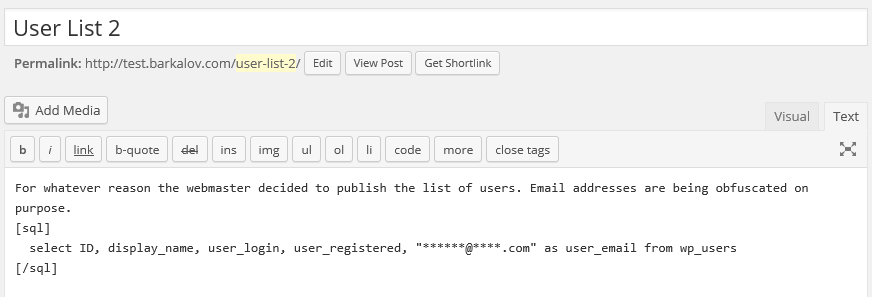 User List 2
Permalink: http://test.barkalov.com/user-list-2/ Edit View Post Get Shortlink
Add Media
Visual Text
b i link b-quote del ins img ul ol li code more close tags
For whatever reason the webmaster decided to publish the list of users. Email addresses are being obfuscated on
purpose.
[sql]
  select ID, display_name, user_login, user_registered, "******@****.com" as user_email from wp_users
[/sql]